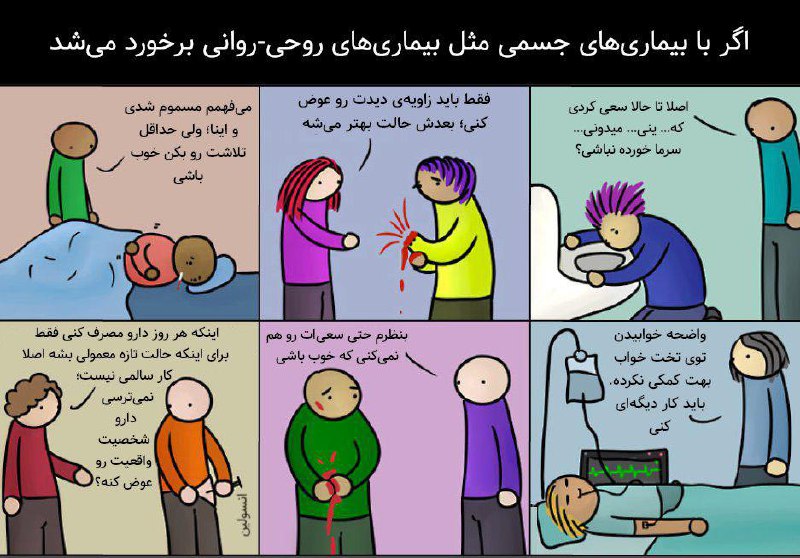 اگر با بیماری‌های جسمی مثل بیماری‌های روحی-روانی برخورد می‌شد
اصلا تا حالا سعی کردی
که... ینی... میدونی...
سرما خورده نباشی؟
فقط باید زاویه‌ی دیدت رو عوض
کنی؛ بعدش حالت بهتر می‌شه
می‌فهمم مسموم شدی
و اینا؛ ولی حداقل
تلاشت رو بکن خوب
باشی
واضحه خوابیدن
توی تخت خواب
بهت کمکی نکرده.
باید کار دیگه‌ای
کنی
بنظرم حتی سعی‌ات رو هم
نمی‌کنی که خوب باشی
اینکه هر روز دارو مصرف کنی فقط
برای اینکه حالت تازه معمولی بشه اصلا
کار سالمی نیست؛
نمی‌ترسی
دارو
شخصیت
واقعیت رو
عوض کنه؟
انسولین